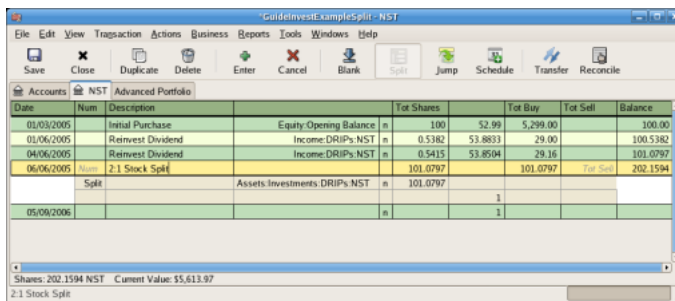 *GuideInvestExampleSplit - NST
File Edit View Transaction Actions Business Reports Tools Windows Help
Save Close Duplicate Delete Enter Cancel Blank Split Jump Schedule Transfer Reconcile
Accounts NST Advanced Portfolio
Date Num Description Tot Shares Tot Buy Tot Sell Balance
01/03/2005 Initial Purchase Equity:Opening Balance n 100 52.99 5,299.00 100.00
01/06/2005 Reinvest Dividend Income:DRIPs:NST n 0.5382 53.8833 29.00 100.5382
04/06/2005 Reinvest Dividend Income:DRIPs:NST n 0.5415 53.8504 29.16 101.0797
06/06/2005 Num 2:1 Stock Split 101.0797 101.0797 Tot Sell 202.1594
Split Assets:Investments:DRIPs:NST n 101.0797
1
05/09/2006 n 1
Shares: 202.1594 NST Current Value: $5,613.97
2:1 Stock Split